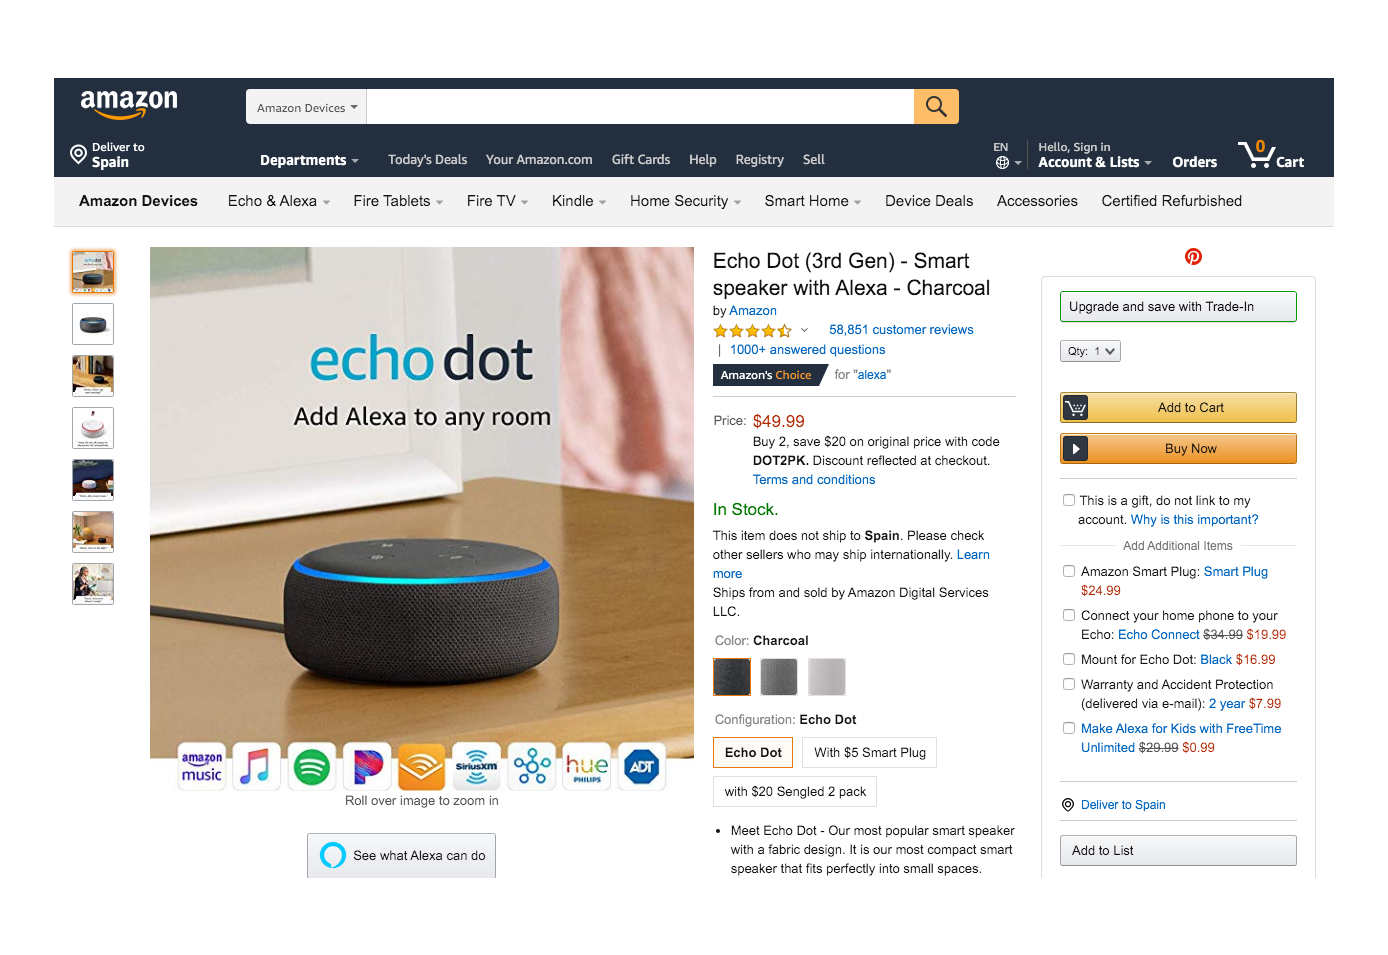 amazon
Amazon Devices
Deliver to
Spain
Departments
Today's Deals
Your Amazon.com
Gift Cards
Help
Registry
Sell
EN
Hello, Sign in
Account & Lists
Orders
0
Cart
Amazon Devices
Echo & Alexa
Fire Tablets
Fire TV
Kindle
Home Security
Smart Home
Device Deals
Accessories
Certified Refurbished
echo dot
Add Alexa to any room
amazon
music
SiriusXM
hue
PHILIPS
ADT
Roll over image to zoom in
See what Alexa can do
Echo Dot (3rd Gen) - Smart
speaker with Alexa - Charcoal
by Amazon
58,851 customer reviews
| 1000+ answered questions
Amazon's Choice for "alexa"
Price: $49.99
Buy 2, save $20 on original price with code
DOT2PK. Discount reflected at checkout.
Terms and conditions
In Stock.
This item does not ship to Spain. Please check
other sellers who may ship internationally. Learn
more
Ships from and sold by Amazon Digital Services
LLC.
Color: Charcoal
Configuration: Echo Dot
Echo Dot
With $5 Smart Plug
with $20 Sengled 2 pack
• Meet Echo Dot - Our most popular smart speaker
with a fabric design. It is our most compact smart
speaker that fits perfectly into small spaces.
Upgrade and save with Trade-In
Qty: 1
Add to Cart
Buy Now
This is a gift, do not link to my
account. Why is this important?
Add Additional Items
Amazon Smart Plug: Smart Plug
$24.99
Connect your home phone to your
Echo: Echo Connect $34.99 $19.99
Mount for Echo Dot: Black $16.99
Warranty and Accident Protection
(delivered via e-mail): 2 year $7.99
Make Alexa for Kids with FreeTime
Unlimited $29.99 $0.99
Deliver to Spain
Add to List